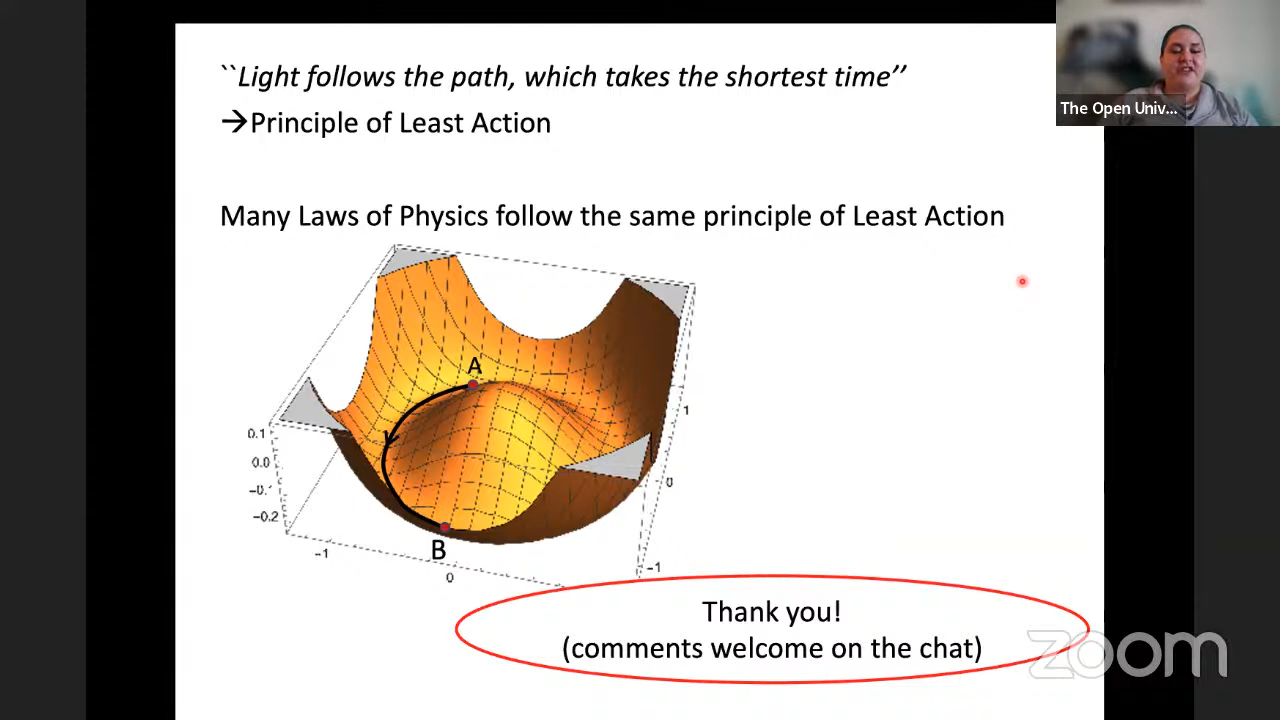 ``Light follows the path, which takes the shortest time’’
→Principle of Least Action
The Open Univ...
Many Laws of Physics follow the same principle of Least Action
A
B
0.1
0.0
-0.1
-0.2
-1
0
1
0
-1
Thank you!
(comments welcome on the chat)
zoom